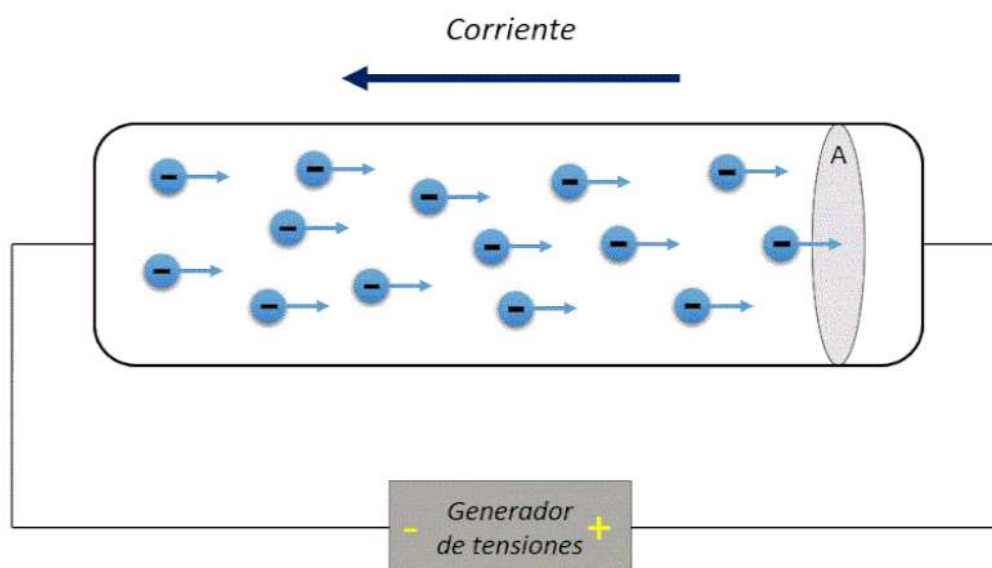 Corriente
A
- Generador +
de tensiones